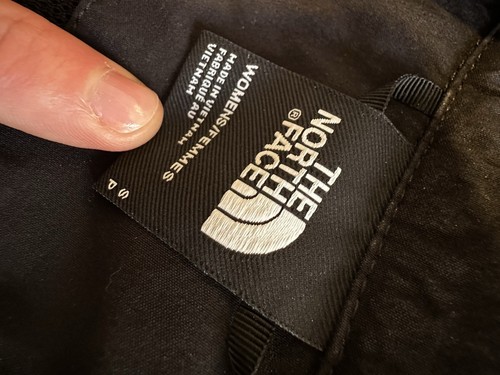 THE
NORTH
FACE®
WOMENS/FEMMES
MADE IN VIETNAM
FABRIQUÉ AU
VIETNAM
S P